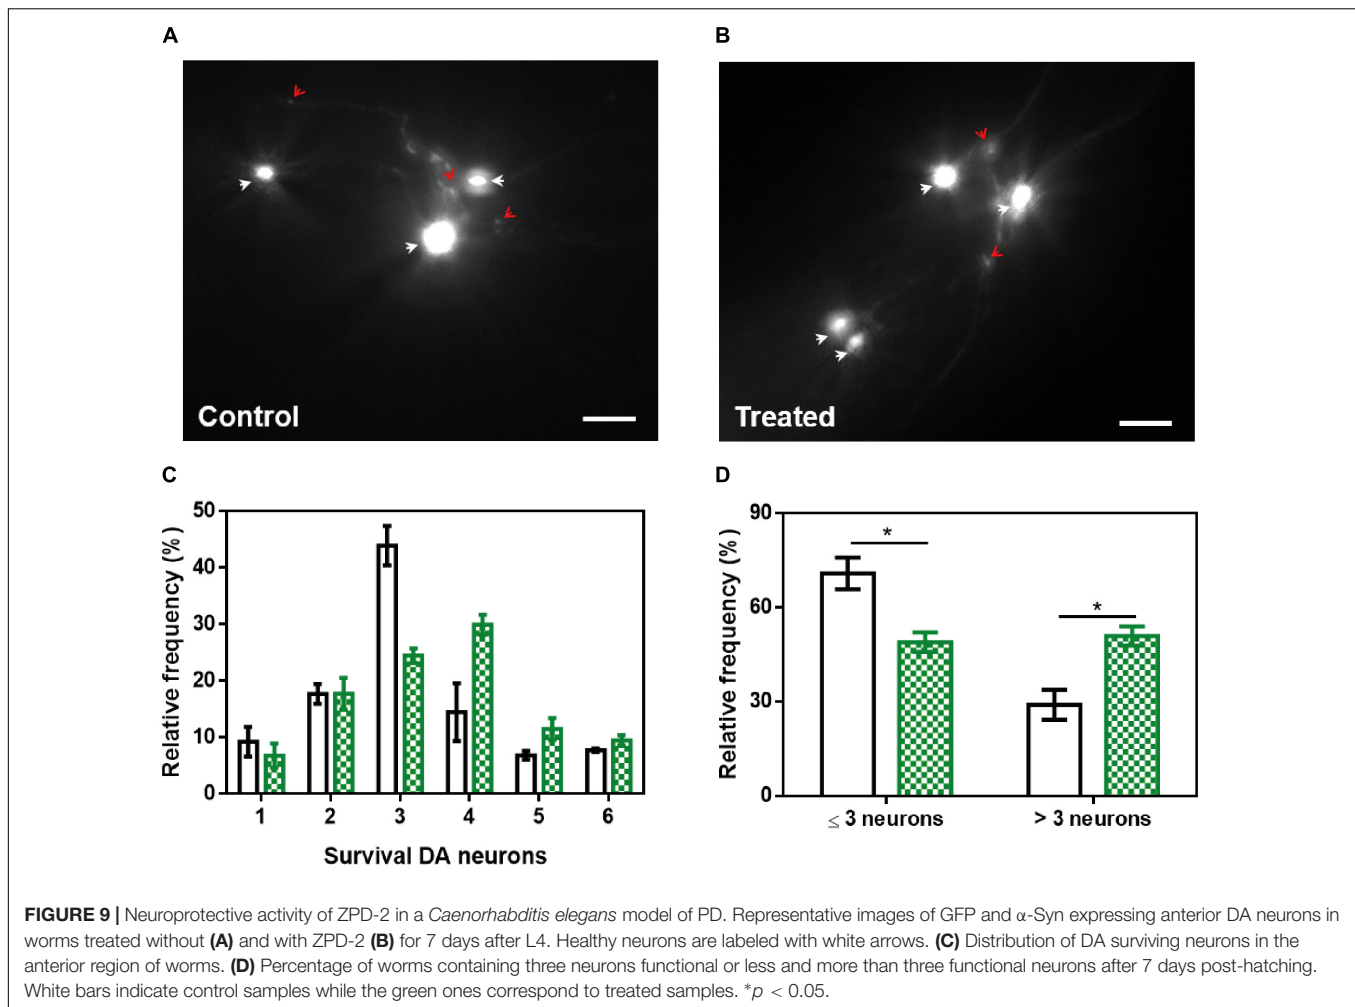 A
B
Control
Treated
C
D
50
40
30
20
10
0
Relative frequency (%)
1 2 3 4 5 6
Survival DA neurons
90
60
30
0
Relative frequency (%)
*
*
≤ 3 neurons
> 3 neurons
FIGURE 9 | Neuroprotective activity of ZPD-2 in a Caenorhabditis elegans model of PD. Representative images of GFP and α-Syn expressing anterior DA neurons in
worms treated without (A) and with ZPD-2 (B) for 7 days after L4. Healthy neurons are labeled with white arrows. (C) Distribution of DA surviving neurons in the
anterior region of worms. (D) Percentage of worms containing three neurons functional or less and more than three functional neurons after 7 days post-hatching.
White bars indicate control samples while the green ones correspond to treated samples. *p < 0.05.